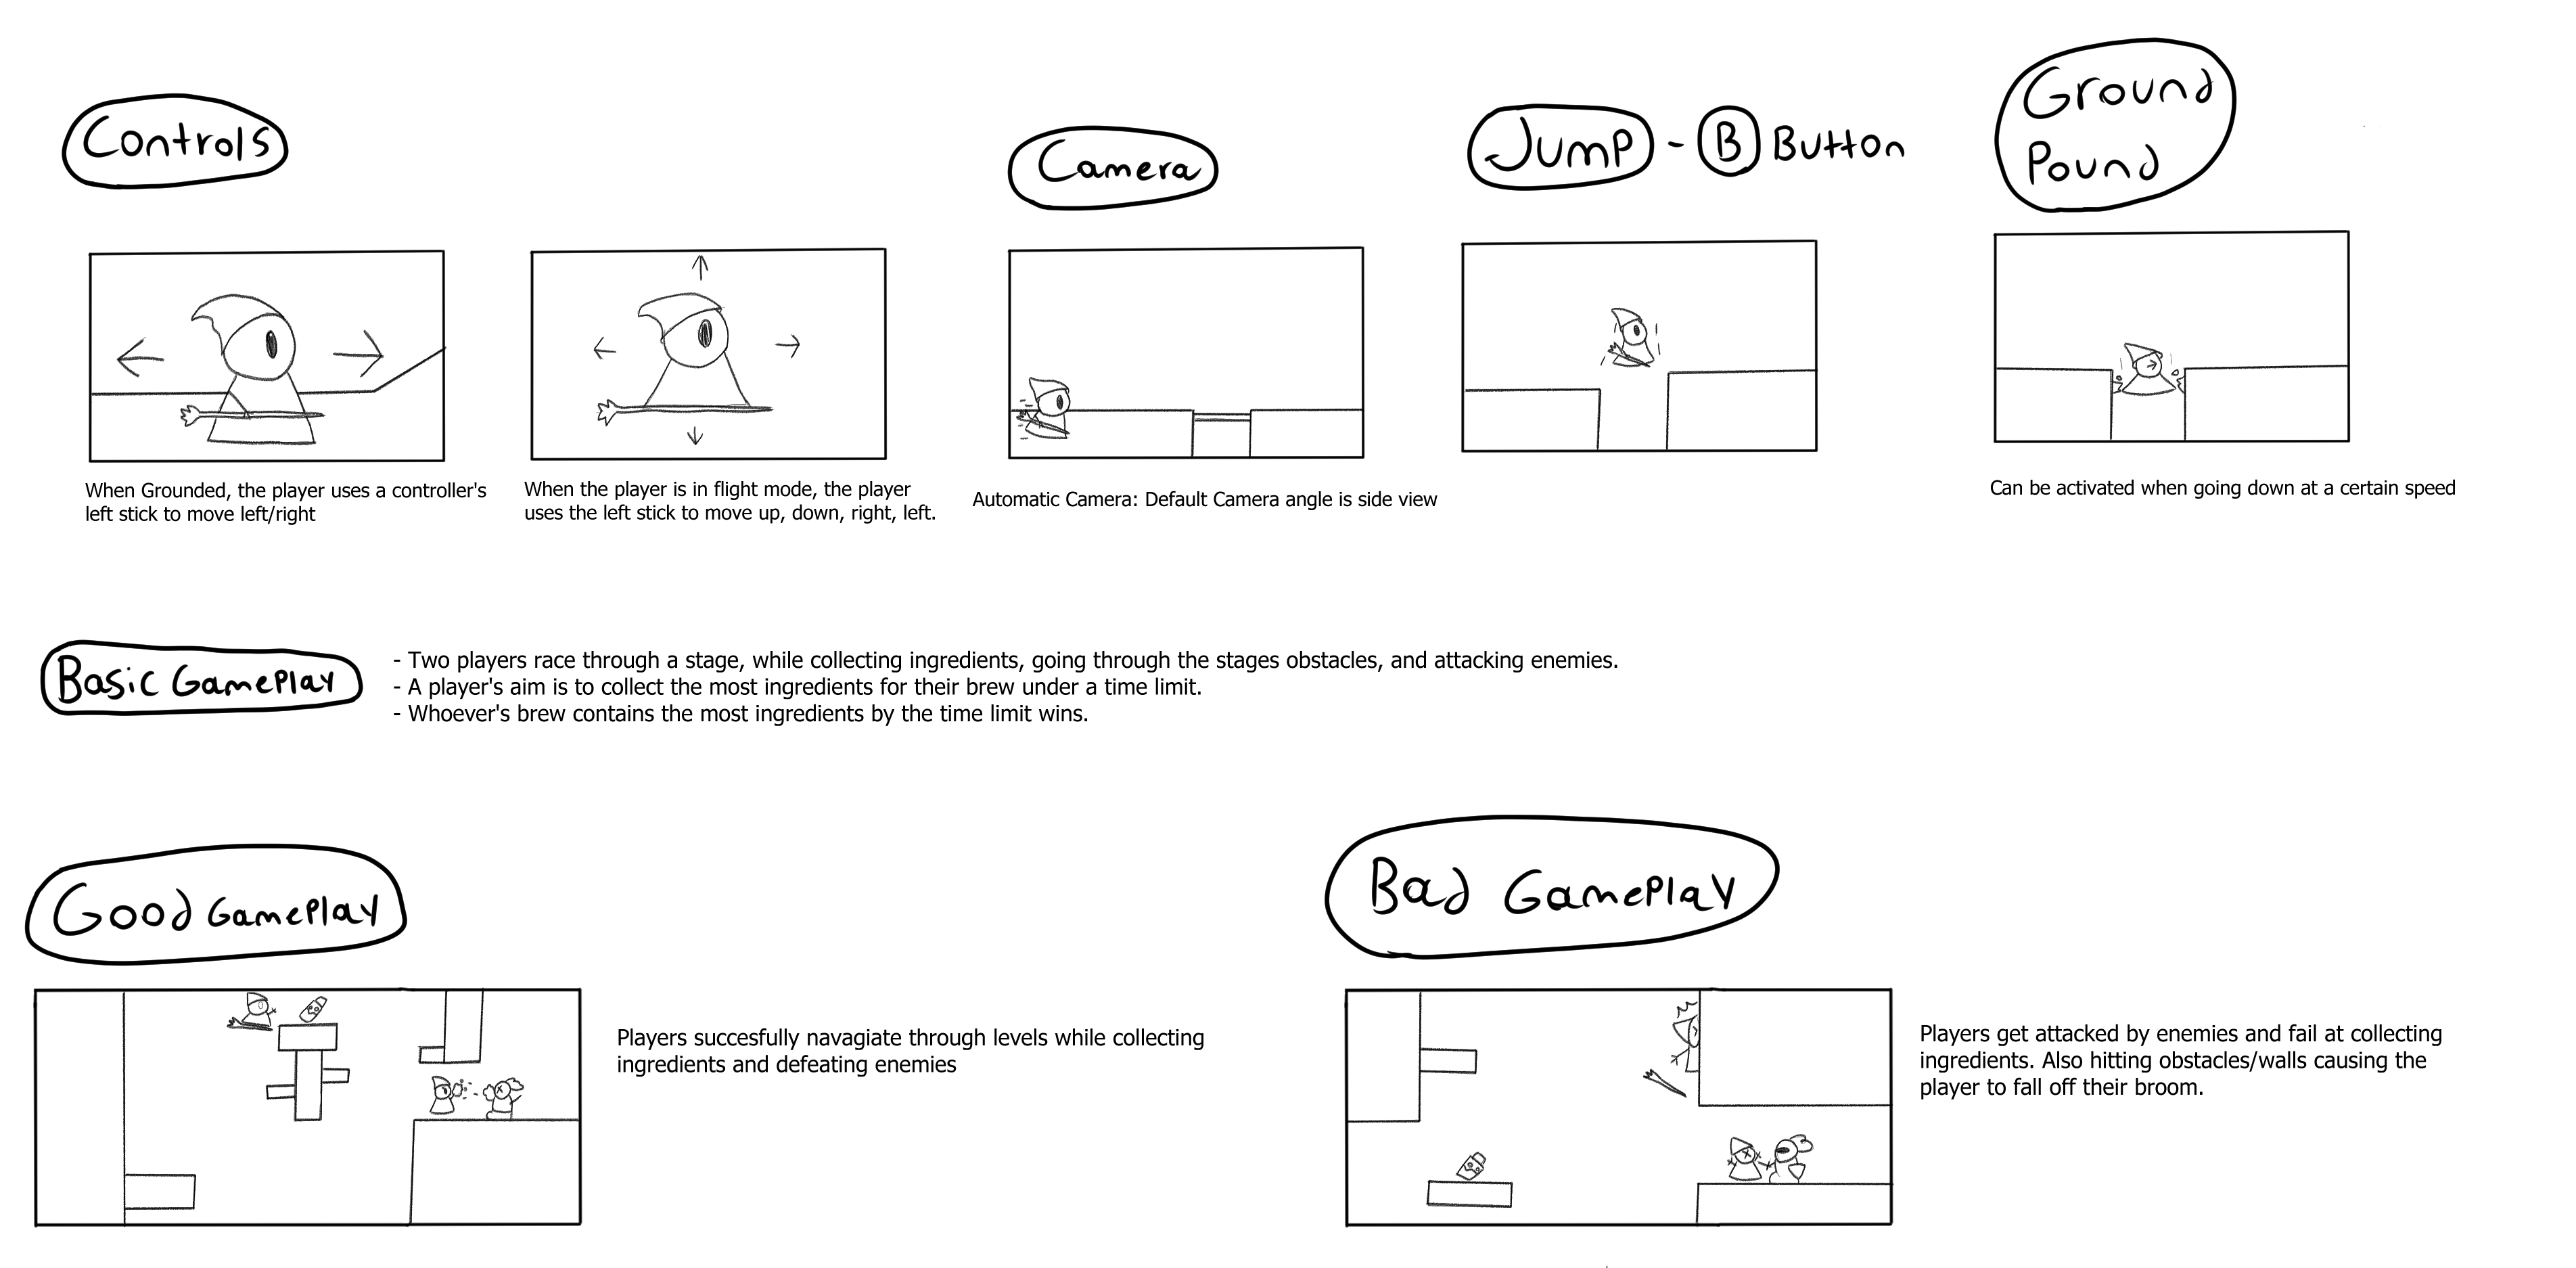 Controls
Camera
Jump - B Button
Ground
Pound
When Grounded, the player uses a controller's
left stick to move left/right
When the player is in flight mode, the player
uses the left stick to move up, down, right, left.
Automatic Camera: Default Camera angle is side view
Can be activated when going down at a certain speed
Basic Gameplay
- Two players race through a stage, while collecting ingredients, going through the stages obstacles, and attacking enemies.
- A player's aim is to collect the most ingredients for their brew under a time limit.
- Whoever's brew contains the most ingredients by the time limit wins.
Good Gameplay
Players succesfully navagiate through levels while collecting
ingredients and defeating enemies
Bad Gameplay
Players get attacked by enemies and fail at collecting
ingredients. Also hitting obstacles/walls causing the
player to fall off their broom.